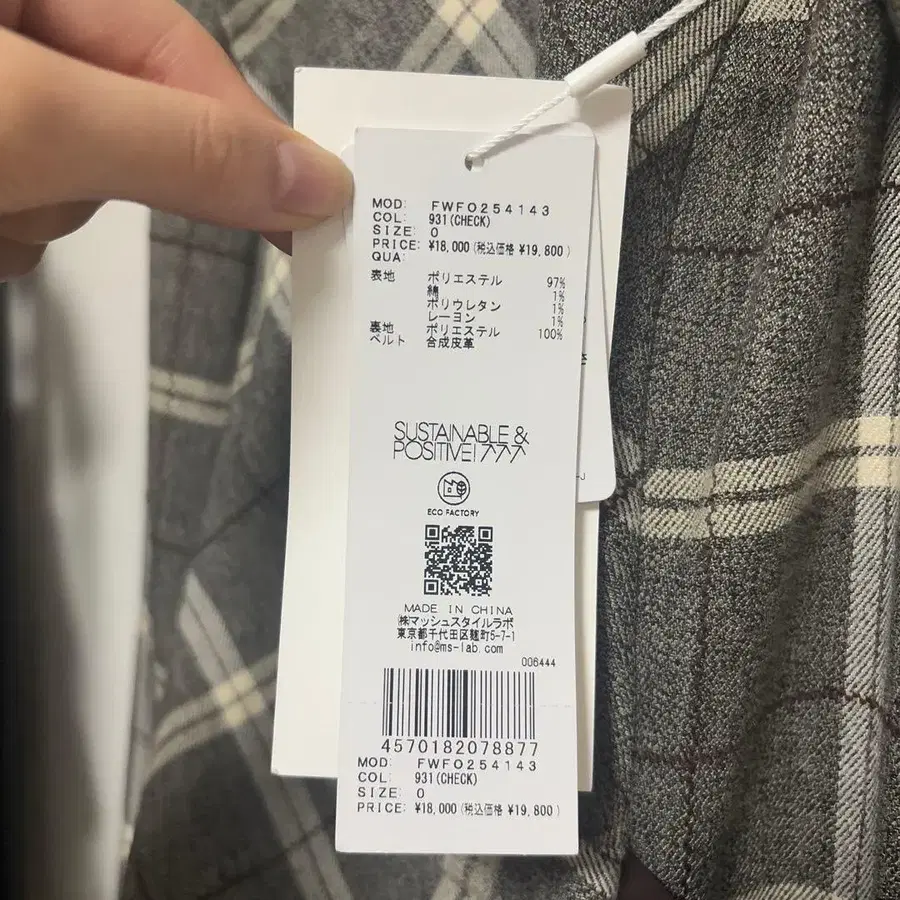 MOD: FWFO254143
COL: 931(CHECK)
SIZE: 0
PRICE: ¥18,000(税込価格 ¥19,800)
QUA:
表地 ポリエステル 97%
綿 1%
ポリウレタン 1%
レーヨン 1%
裏地 ポリエステル 100%
ベルト 合成皮革
SUSTAINABLE &
POSITIVE!
ECO FACTORY
MADE IN CHINA
㈱マッシュスタイルラボ
東京都千代田区麹町5-7-1
info@ms-lab.com
006444
4570182078877
MOD: FWFO254143
COL: 931(CHECK)
SIZE: 0
PRICE: ¥18,000(税込価格 ¥19,800)